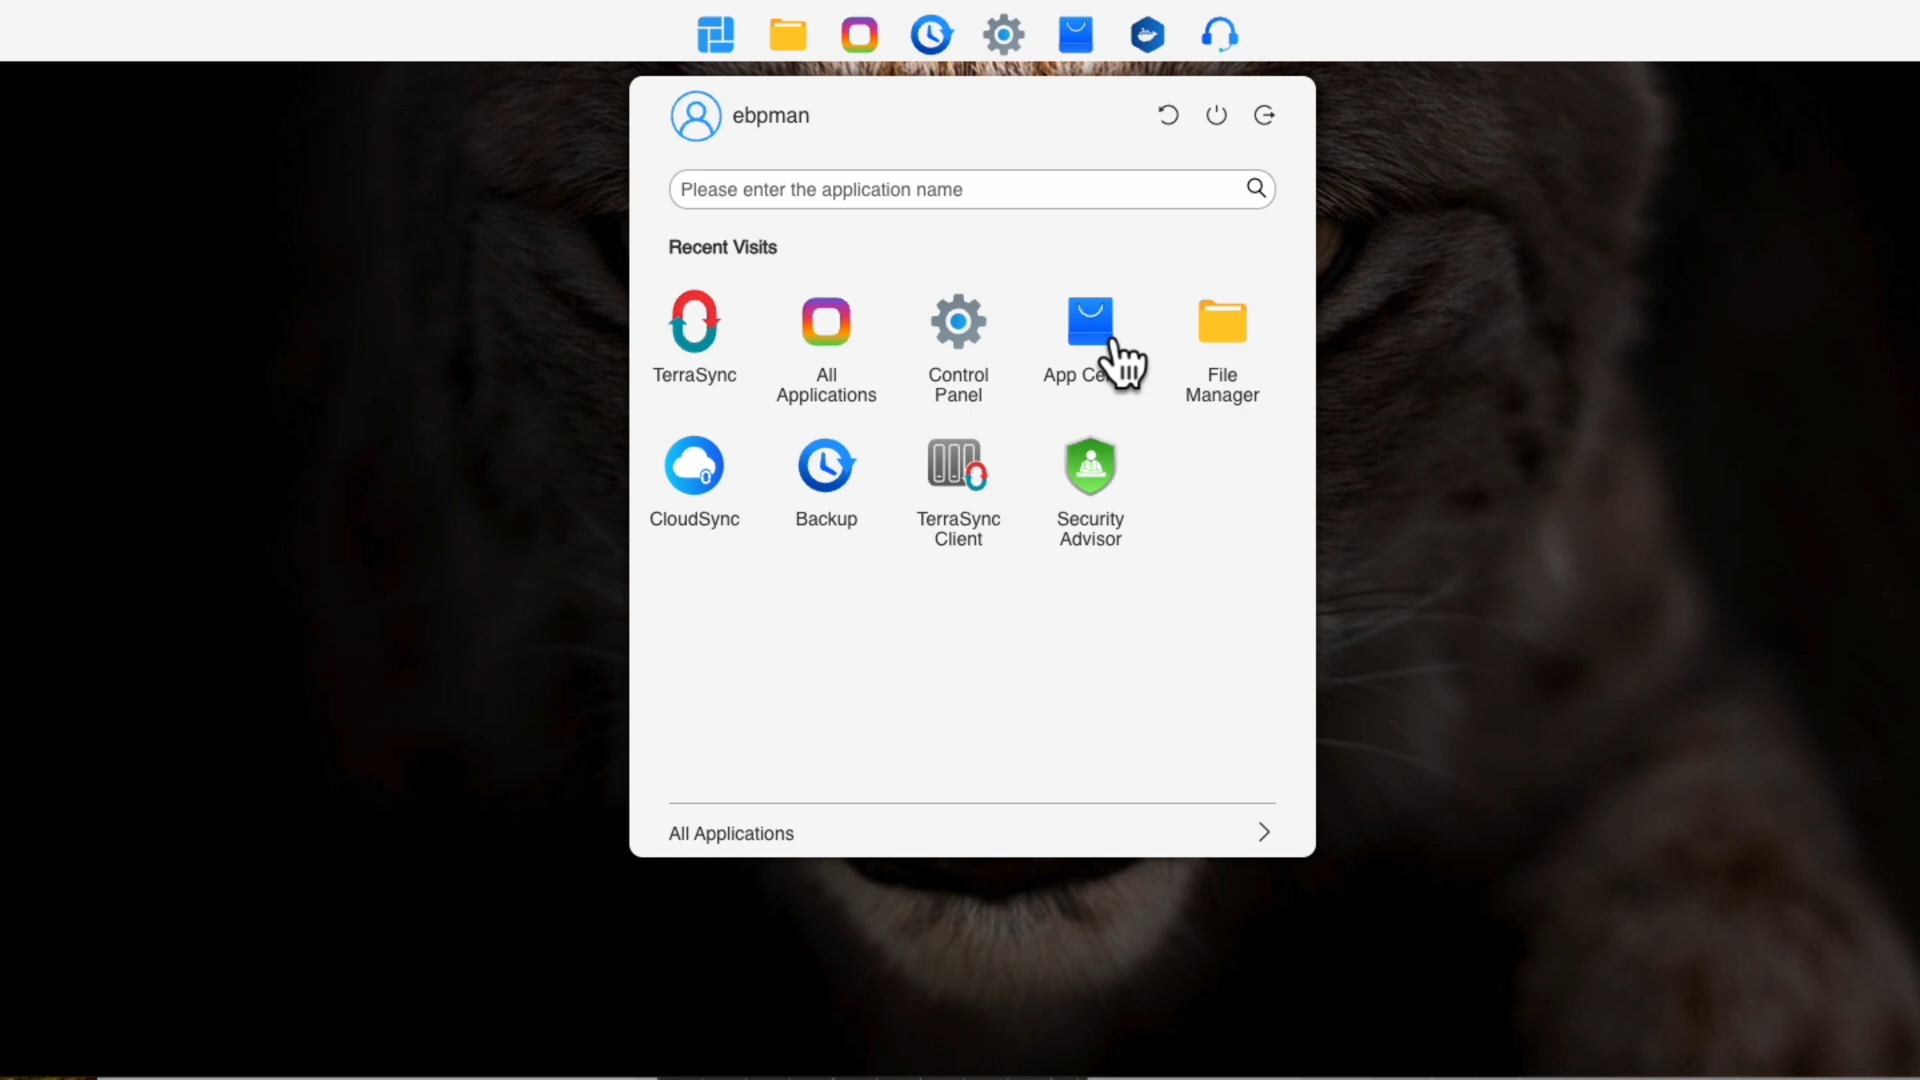 ebpman
Please enter the application name
Recent Visits
TerraSync
All
Applications
Control
Panel
App Ce
File
Manager
CloudSync
Backup
TerraSync
Client
Security
Advisor
All Applications